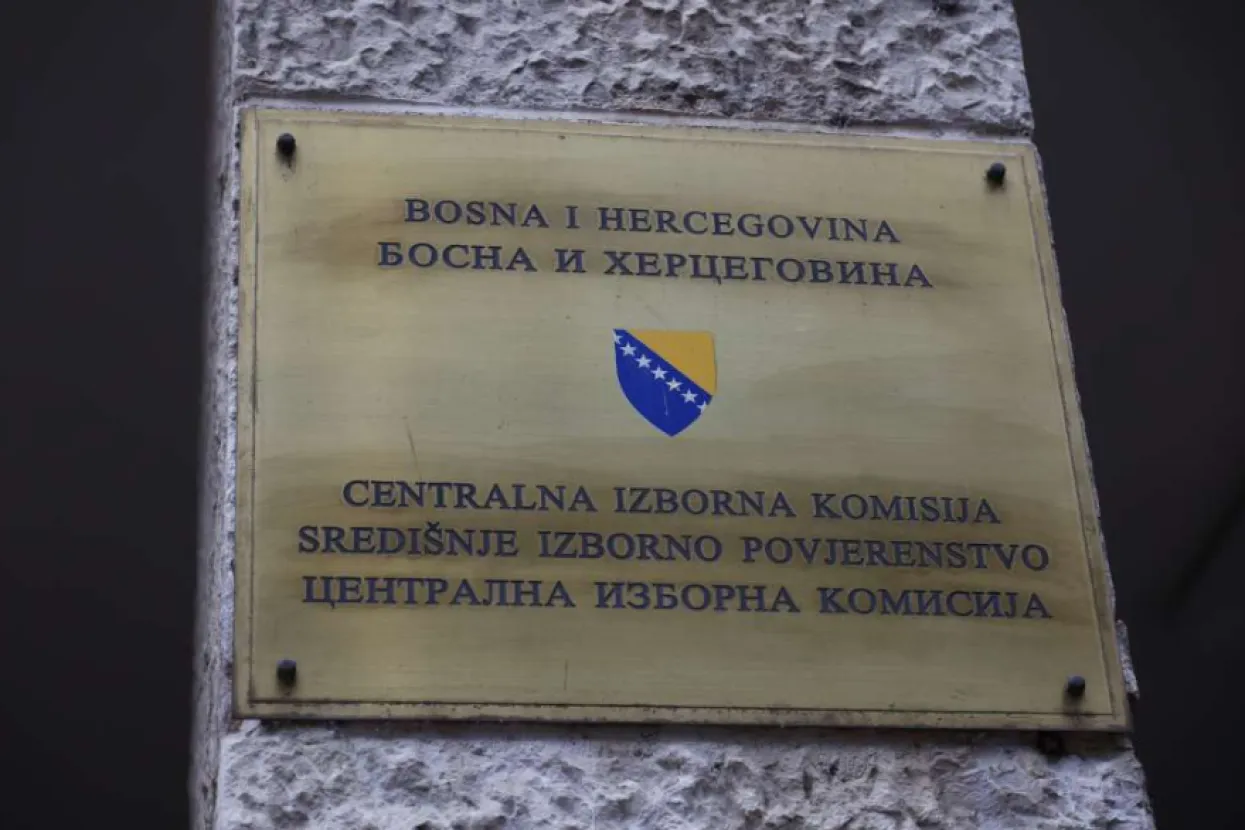 BOSNA I HERCEGOVINA
БОСНА И ХЕРЦЕГОВИНА
CENTRALNA IZBORNA KOMISIJA
SREDIŠNJE IZBORNO POVJERENSTVO
ЦЕНТРАЛНА ИЗБОРНА КОМИСИЈА